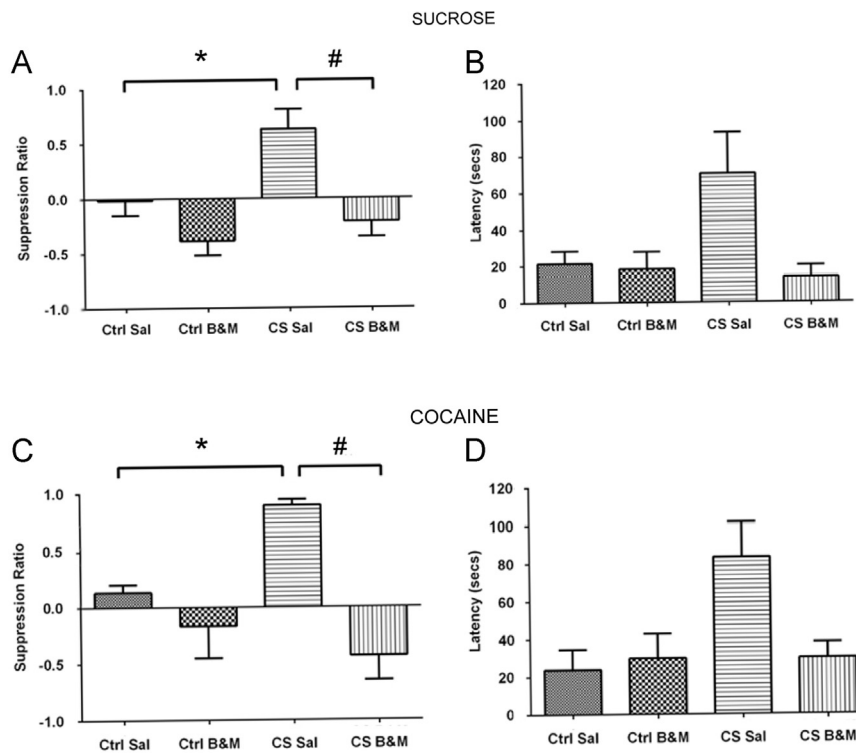 SUCROSE
A
B
*
#
1.0
0.5
0.0
-0.5
-1.0
Suppression Ratio
Ctrl Sal
Ctrl B&M
CS Sal
CS B&M
120
100
80
60
40
20
0
Latency (secs)
Ctrl Sal
Ctrl B&M
CS Sal
CS B&M
COCAINE
C
D
*
#
1.0
0.5
0.0
-0.5
-1.0
Suppression Ratio
Ctrl Sal
Ctrl B&M
CS Sal
CS B&M
120
100
80
60
40
20
0
Latency (secs)
Ctrl Sal
Ctrl B&M
CS Sal
CS B&M